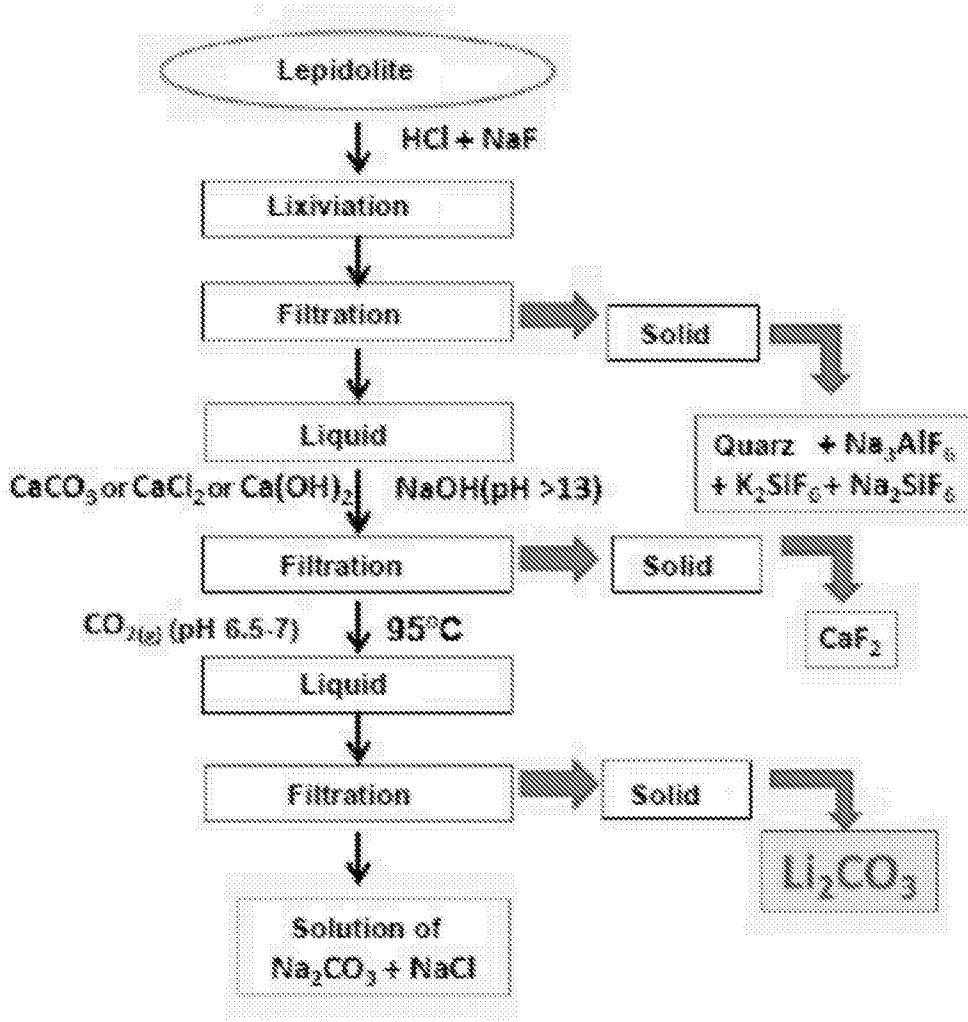 Lepidolite
HCl + NaF
Lixiviation
Filtration
Solid
Liquid
Quarz + Na₃AlF₆
+ K₂SiF₆ + Na₂SiF₆
CaCO₃ or CaCl₂ or Ca(OH)₂
NaOH(pH >13)
Filtration
Solid
CaF₂
CO₂(g) (pH 6.5-7)
95°C
Liquid
Filtration
Solid
Li₂CO₃
Solution of
Na₂CO₃ + NaCl